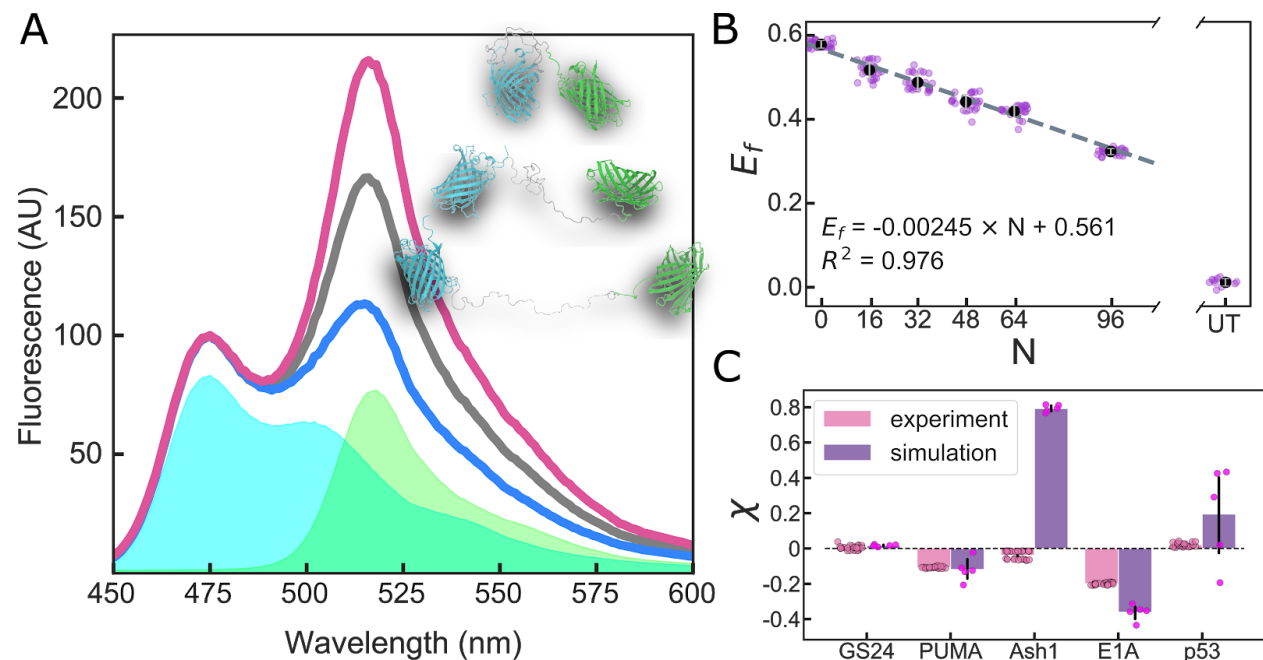 A
Fluorescence (AU)
200
150
100
50
450
475
500
525
550
575
600
Wavelength (nm)
B
E_f
0.6
0.4
0.2
0.0
E_f = -0.00245 × N + 0.561
R² = 0.976
0
16
32
48
64
96
UT
N
C
χ
0.8
0.8
0.4
0.2
0
-0.2
-0.4
experiment
simulation
GS24
PUMA
Ash1
E1A
p53